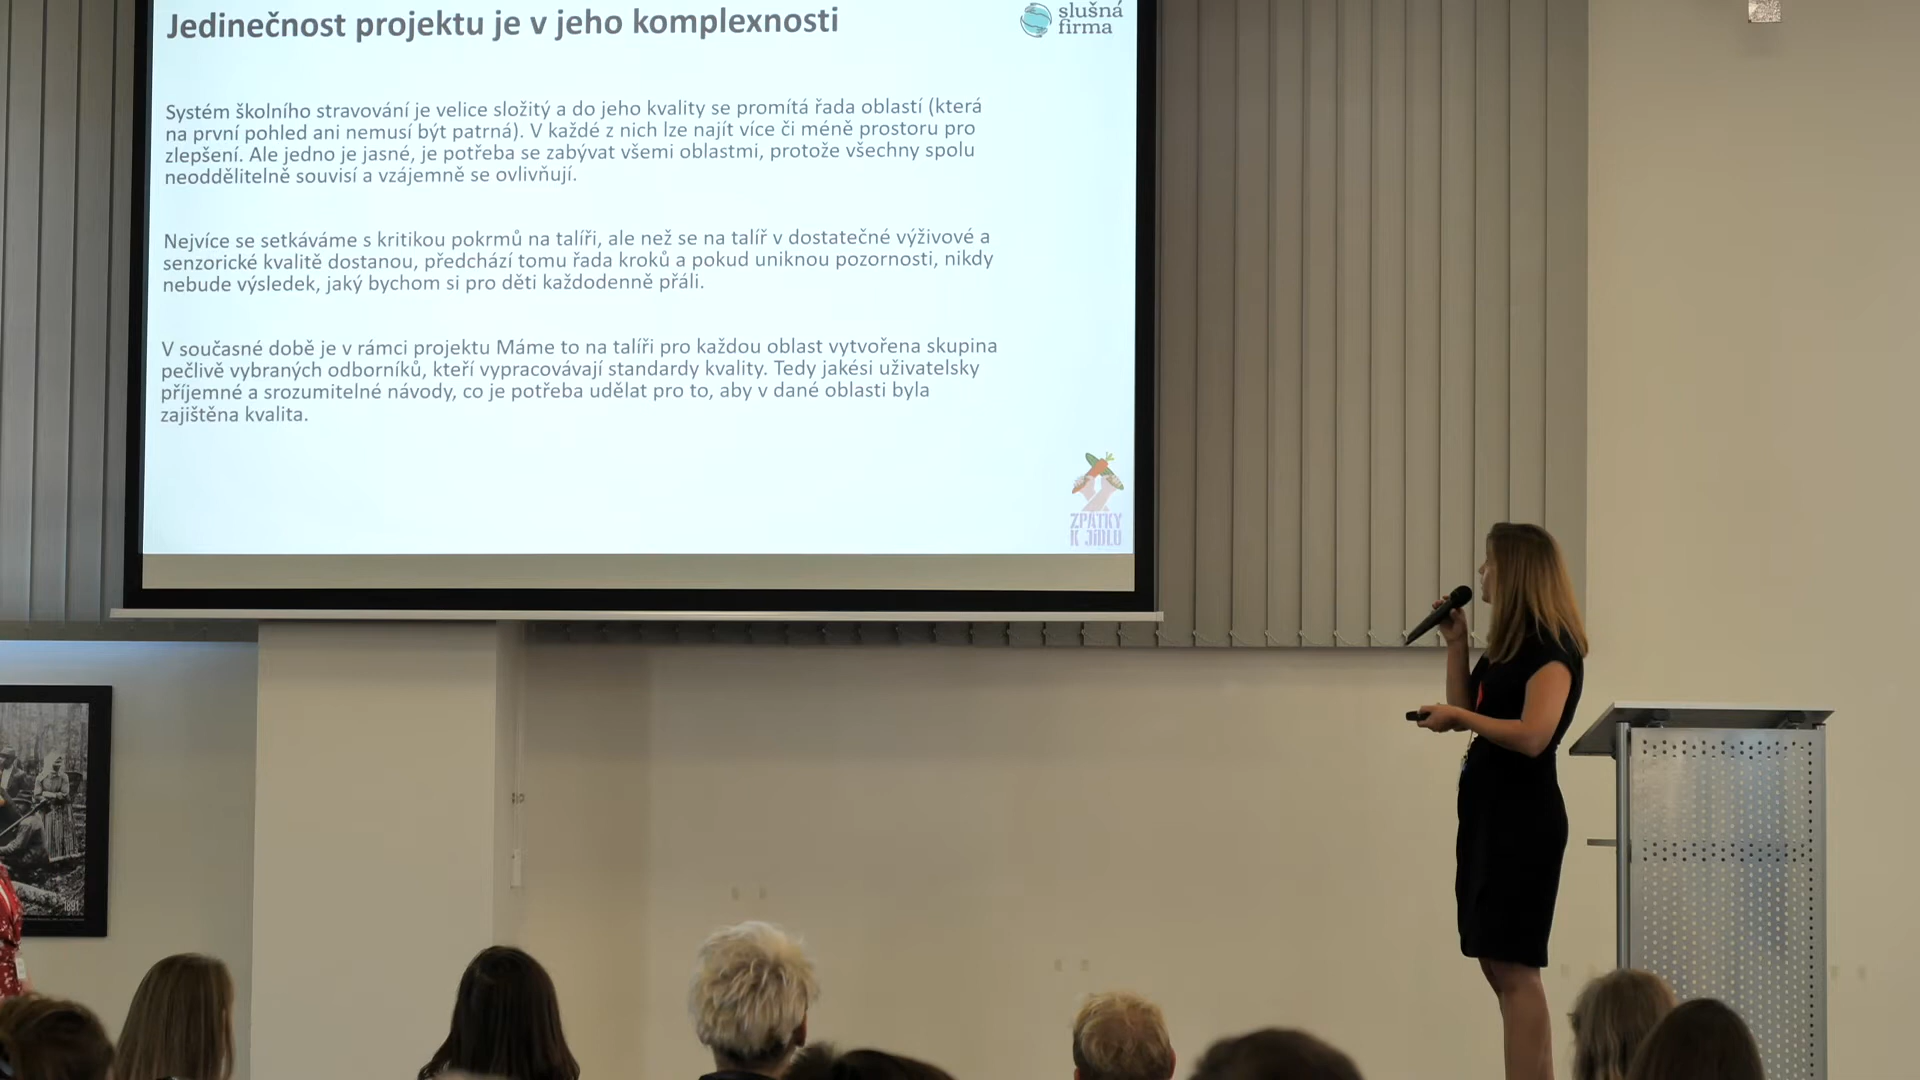 Jedinečnost projektu je v jeho komplexnosti
slušná
firma
Systém školního stravování je velice složitý a do jeho kvality se promítá řada oblastí (která
na první pohled ani nemusí být patrná). V každé z nich lze najít více či méně prostoru pro
zlepšení. Ale jedno je jasné, je potřeba se zabývat všemi oblastmi, protože všechny spolu
neoddělitelně souvisí a vzájemně se ovlivňují.
Nejvíce se setkáváme s kritikou pokrmů na talíři, ale než se na talíř v dostatečné výživové a
senzorické kvalitě dostanou, předchází tomu řada kroků a pokud uniknou pozornosti, nikdy
nebude výsledek, jaký bychom si pro děti každodenně přáli.
V současné době je v rámci projektu Máme to na talíři pro každou oblast vytvořena skupina
pečlivě vybraných odborníků, kteří vypracovávají standardy kvality. Tedy jakési uživatelsky
příjemné a srozumitelné návody, co je potřeba udělat pro to, aby v dané oblasti byla
zajištěna kvalita.
ZPÁTKY
K JÍDLU
1891